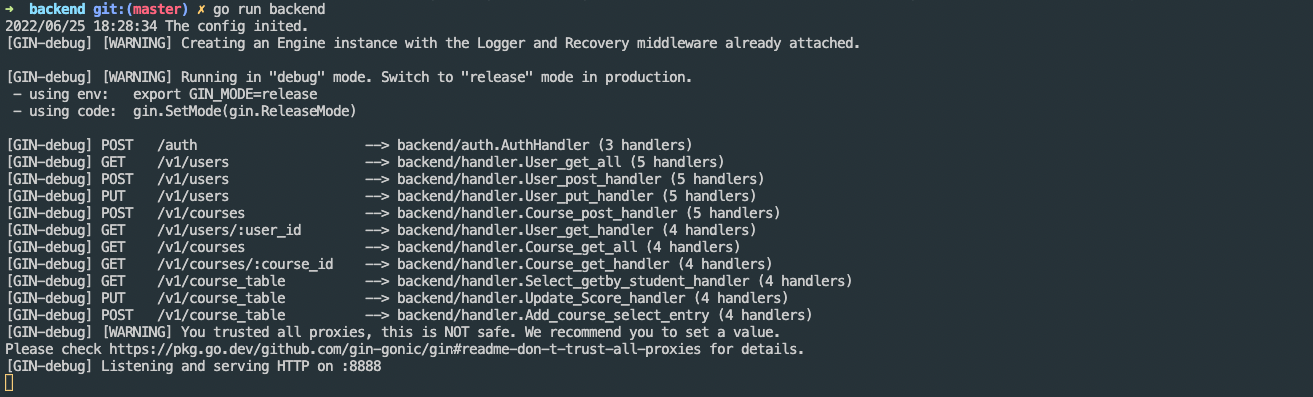 ➜  backend git:(master) ✗ go run backend
2022/06/25 18:28:34 The config inited.
[GIN-debug] [WARNING] Creating an Engine instance with the Logger and Recovery middleware already attached.
[GIN-debug] [WARNING] Running in "debug" mode. Switch to "release" mode in production.
 - using env:   export GIN_MODE=release
 - using code:  gin.SetMode(gin.ReleaseMode)
[GIN-debug] POST   /auth                     --> backend/auth.AuthHandler (3 handlers)
[GIN-debug] GET    /v1/users                 --> backend/handler.User_get_all (5 handlers)
[GIN-debug] POST   /v1/users                 --> backend/handler.User_post_handler (5 handlers)
[GIN-debug] PUT    /v1/users                 --> backend/handler.User_put_handler (5 handlers)
[GIN-debug] POST   /v1/courses               --> backend/handler.Course_post_handler (5 handlers)
[GIN-debug] GET    /v1/users/:user_id        --> backend/handler.User_get_handler (4 handlers)
[GIN-debug] GET    /v1/courses               --> backend/handler.Course_get_all (4 handlers)
[GIN-debug] GET    /v1/courses/:course_id    --> backend/handler.Course_get_handler (4 handlers)
[GIN-debug] GET    /v1/course_table          --> backend/handler.Select_getby_student_handler (4 handlers)
[GIN-debug] PUT    /v1/course_table          --> backend/handler.Update_Score_handler (4 handlers)
[GIN-debug] POST   /v1/course_table          --> backend/handler.Add_course_select_entry (4 handlers)
[GIN-debug] [WARNING] You trusted all proxies, this is NOT safe. We recommend you to set a value.
Please check https://pkg.go.dev/github.com/gin-gonic/gin#readme-don-t-trust-all-proxies for details.
[GIN-debug] Listening and serving HTTP on :8888